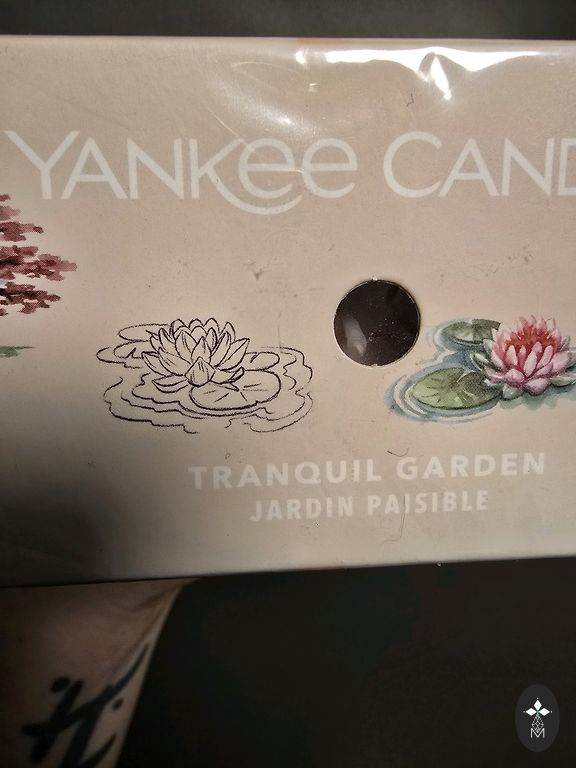 YANKEE CAND
TRANQUIL GARDEN
JARDIN PAISIBLE
M